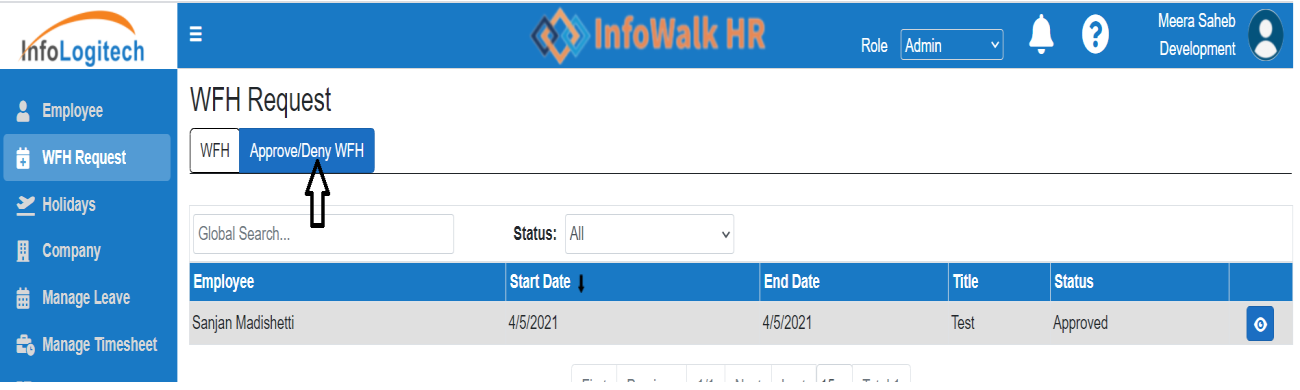 InfoLogitech
InfoWalk HR
Role Admin
Meera Saheb
Development
Employee
WFH Request
Holidays
Company
Manage Leave
Manage Timesheet
WFH Request
WFH Approve/Deny WFH
Global Search... Status: All
Employee Start Date End Date Title Status
Sanjan Madishetti 4/5/2021 4/5/2021 Test Approved